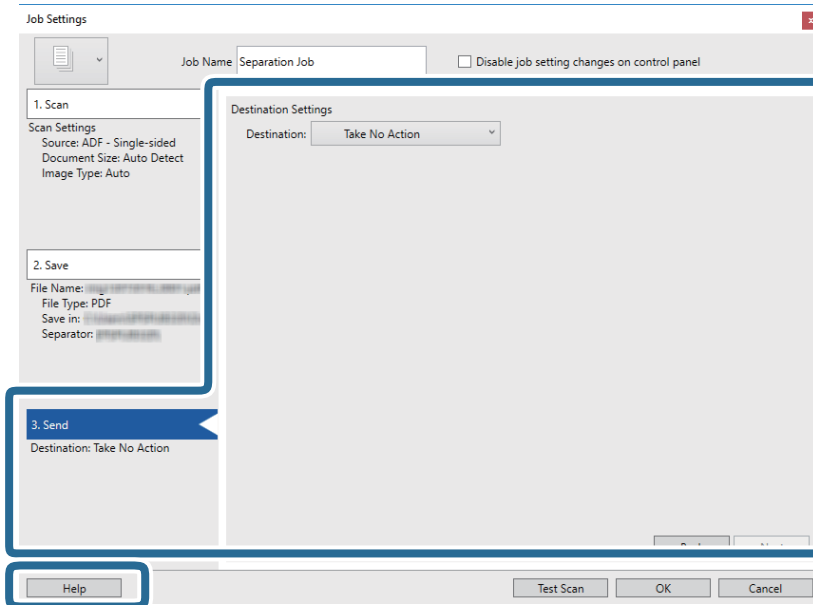 Job Settings
Job Name Separation Job Disable job setting changes on control panel
1. Scan
Scan Settings
Source: ADF - Single-sided
Document Size: Auto Detect
Image Type: Auto
2. Save
File Name:
File Type: PDF
Save in:
Separator:
3. Send
Destination: Take No Action
Destination Settings
Destination: Take No Action
Help Test Scan OK Cancel